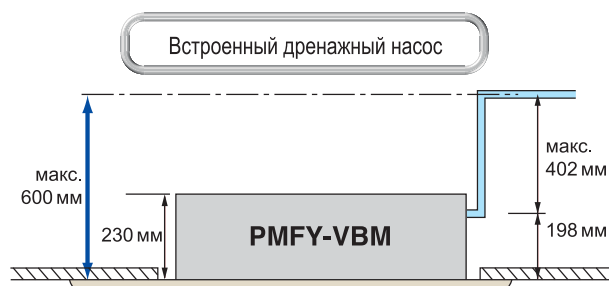 Встроенный дренажный насос
макс.
600 мм
230 мм
PMFY-VBM
макс.
402 мм
198 мм